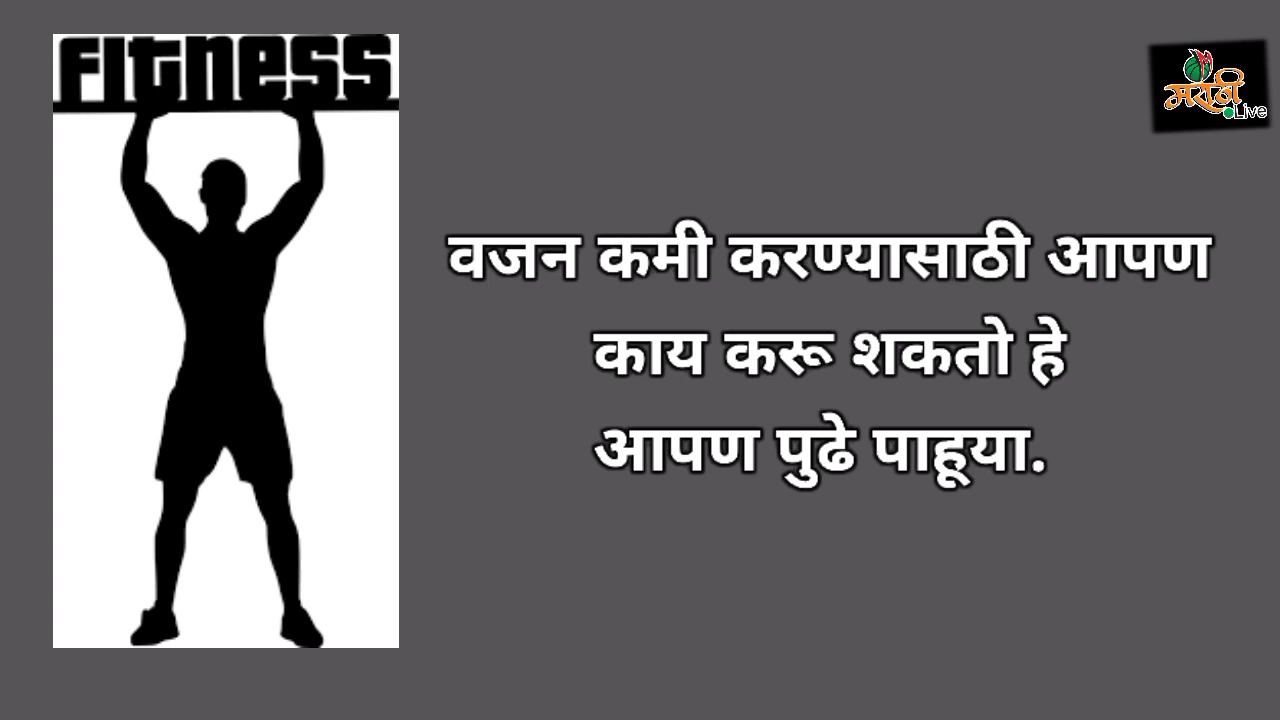 FITNESS
मराठी
Live
वजन कमी करण्यासाठी आपण
काय करू शकतो हे
आपण पुढे पाहूया.